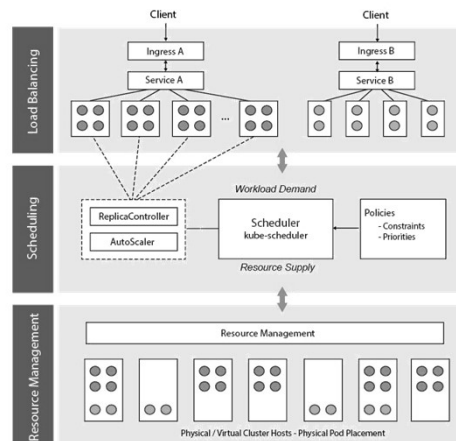 Client
Client
Load Balancing
Ingress A
Ingress B
Service A
Service B
...
Scheduling
Workload Demand
ReplicaController
AutoScaler
Scheduler
kube-scheduler
Policies
- Constraints
- Priorities
Resource Supply
Resource Management
Resource Management
Physical / Virtual Cluster Hosts - Physical Pod Placement